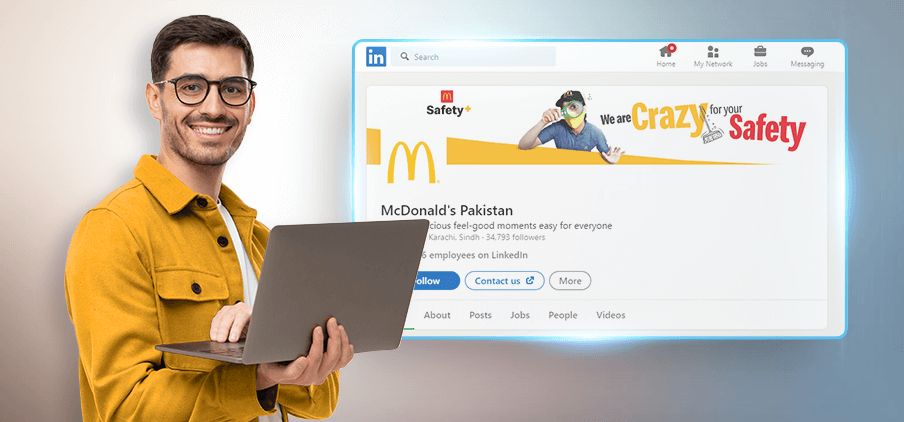 in
Search
Home
My Network
Jobs
Messaging
Safety+
We are Crazy for your Safety
McDonald's Pakistan
feel-good moments easy for everyone
Karachi, Sindh · 34,793 followers
employees on LinkedIn
Contact us
More
About
Posts
Jobs
People
Videos